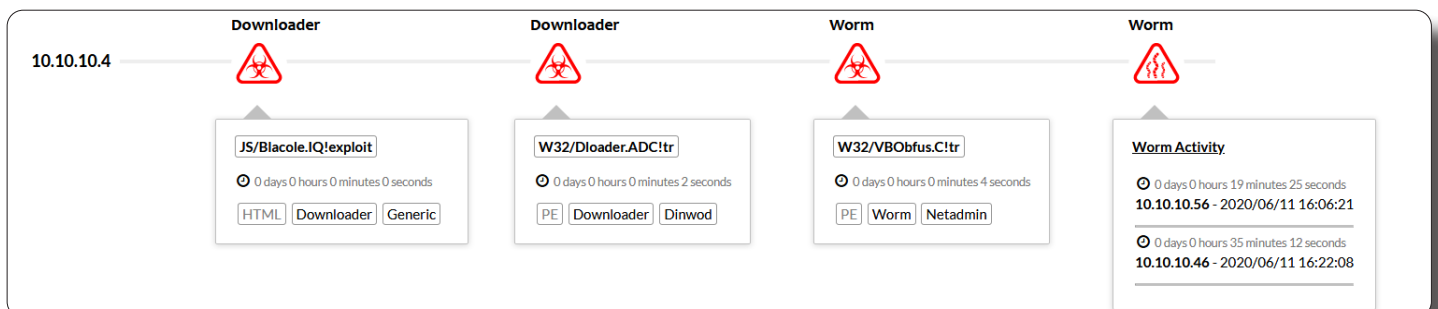 Downloader
Downloader
Worm
Worm
10.10.10.4
JS/Blacole.IQ!exploit
0 days 0 hours 0 minutes 0 seconds
HTML Downloader Generic
W32/Dloader.ADC!tr
0 days 0 hours 0 minutes 2 seconds
PE Downloader Dinwod
W32/VBObfus.C!tr
0 days 0 hours 0 minutes 4 seconds
PE Worm Netadmin
Worm Activity
0 days 0 hours 19 minutes 25 seconds
10.10.10.56 - 2020/06/11 16:06:21
0 days 0 hours 35 minutes 12 seconds
10.10.10.46 - 2020/06/11 16:22:08